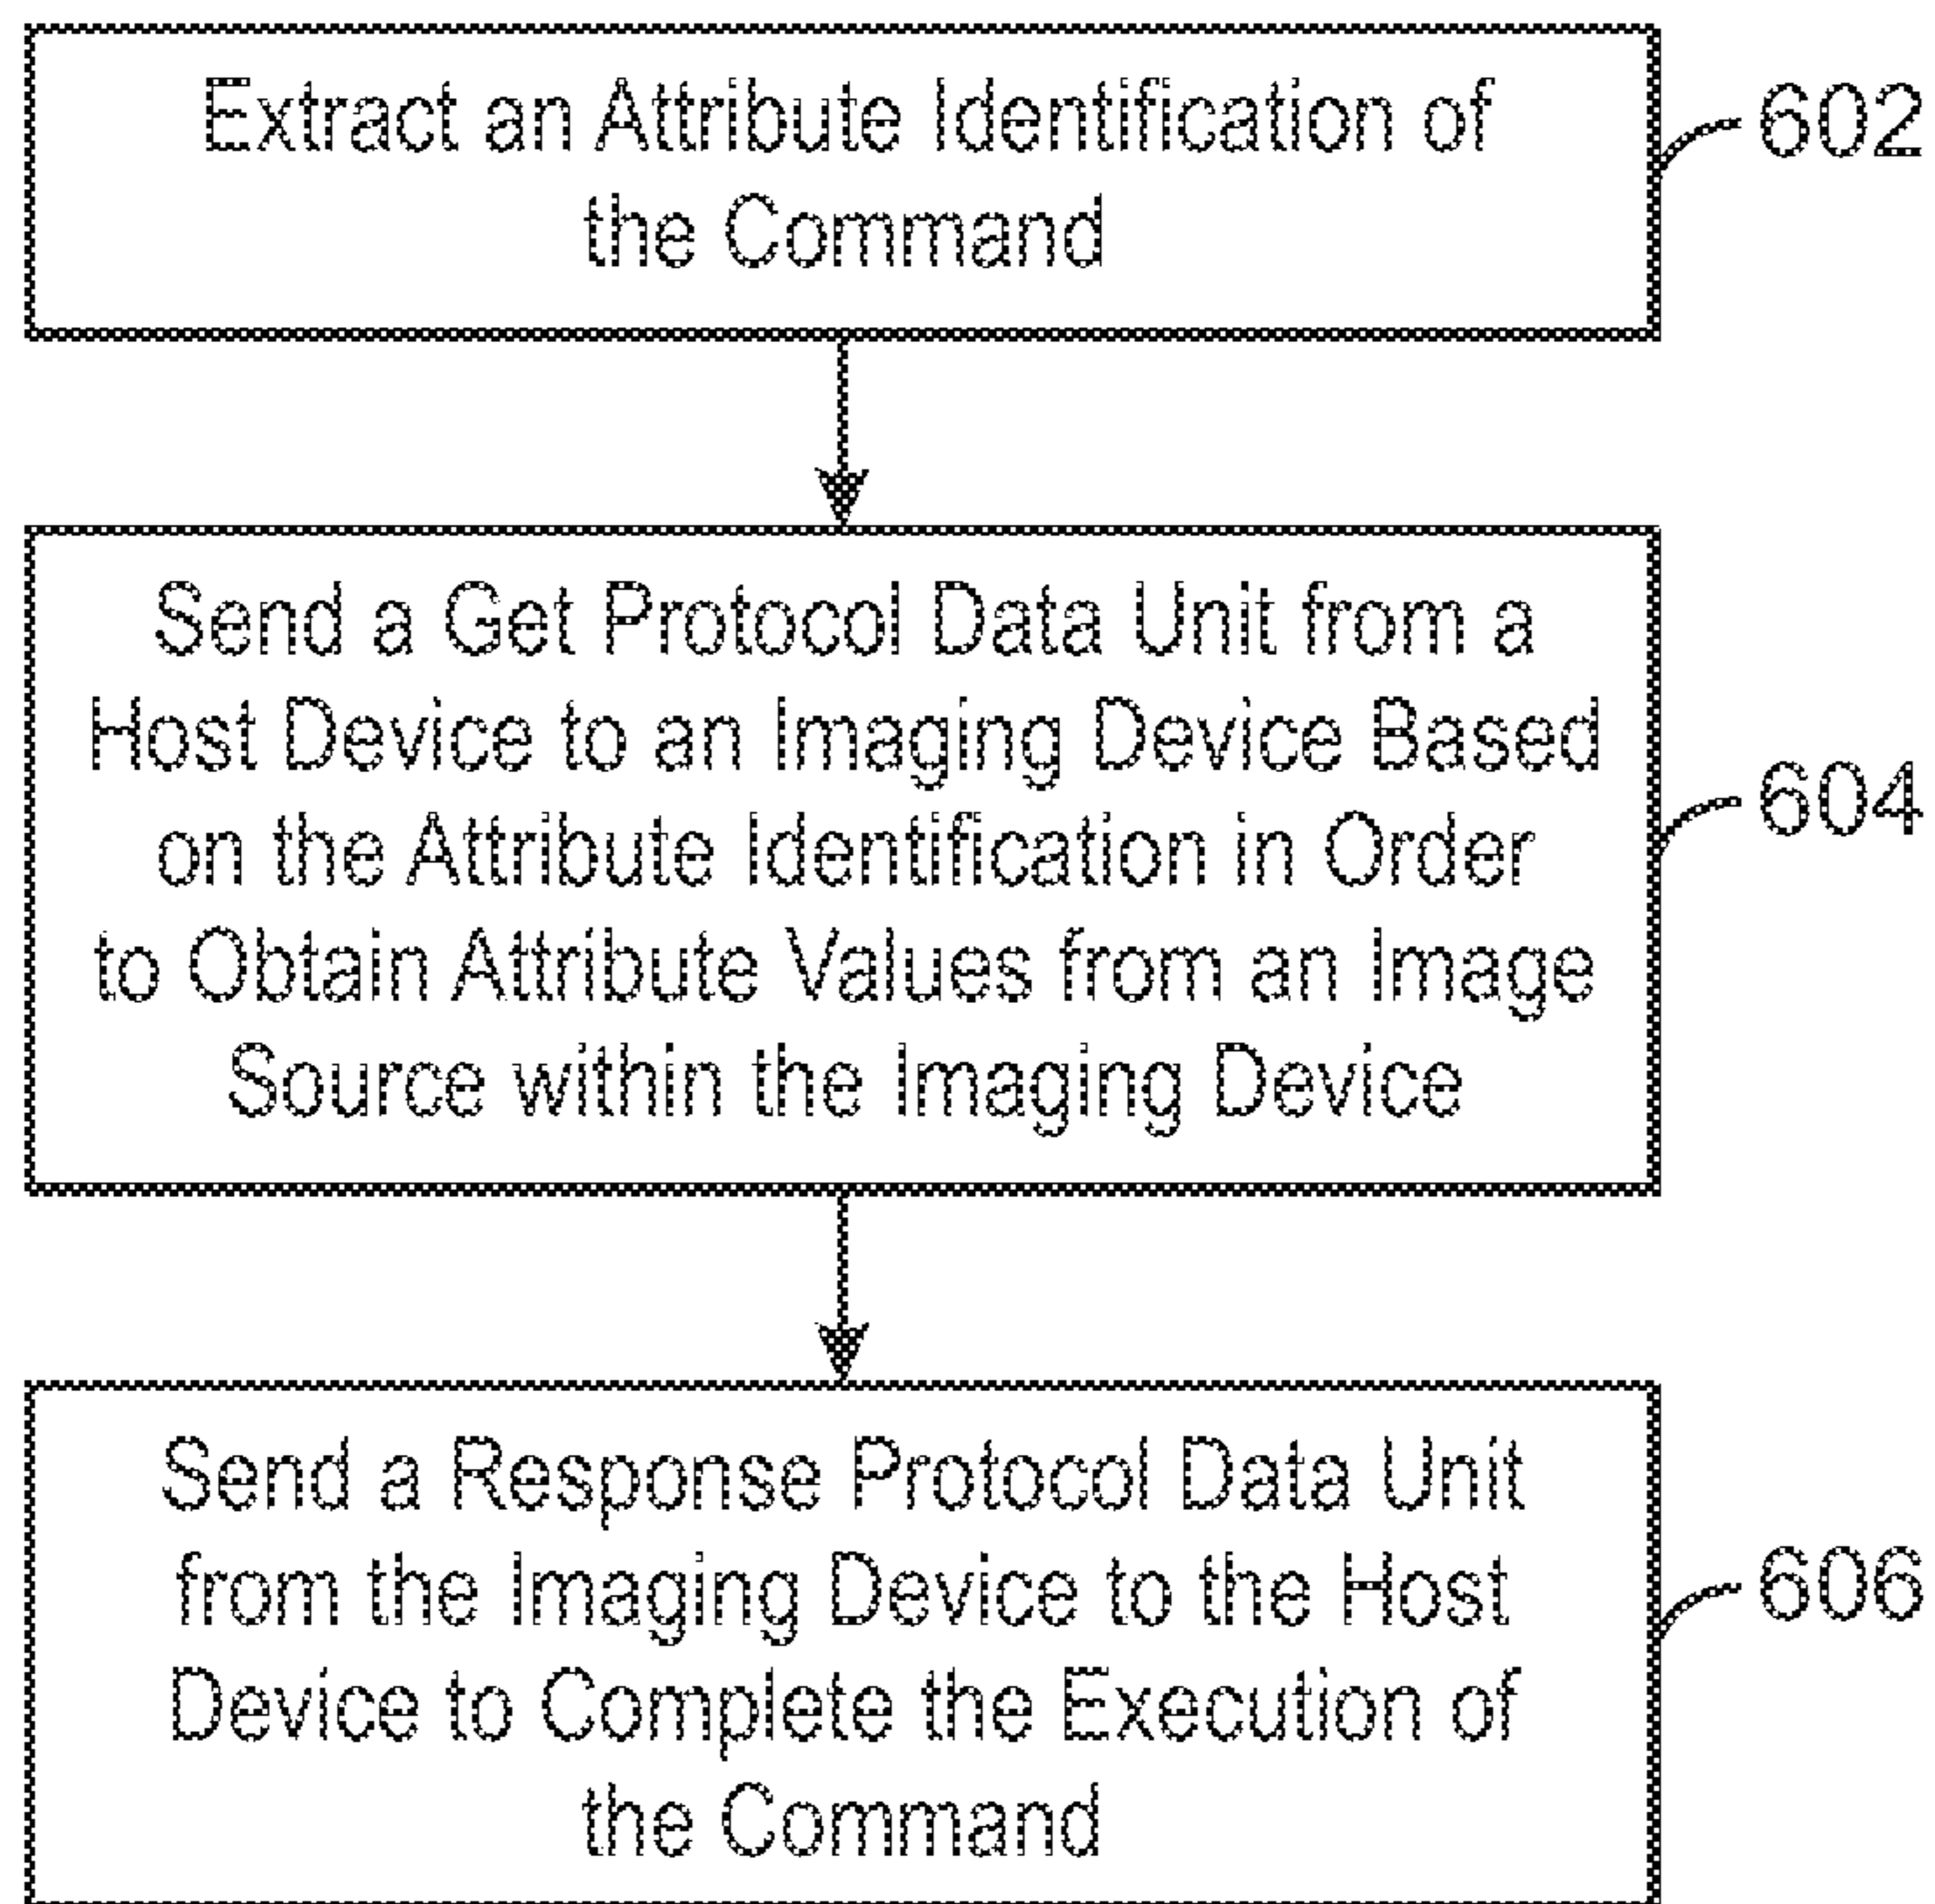 Extract an Attribute Identification of
the Command
602
Send a Get Protocol Data Unit from a
Host Device to an Imaging Device Based
on the Attribute Identification in Order
to Obtain Attribute Values from an Image
Source within the Imaging Device
604
Send a Response Protocol Data Unit
from the Imaging Device to the Host
Device to Complete the Execution of
the Command
606